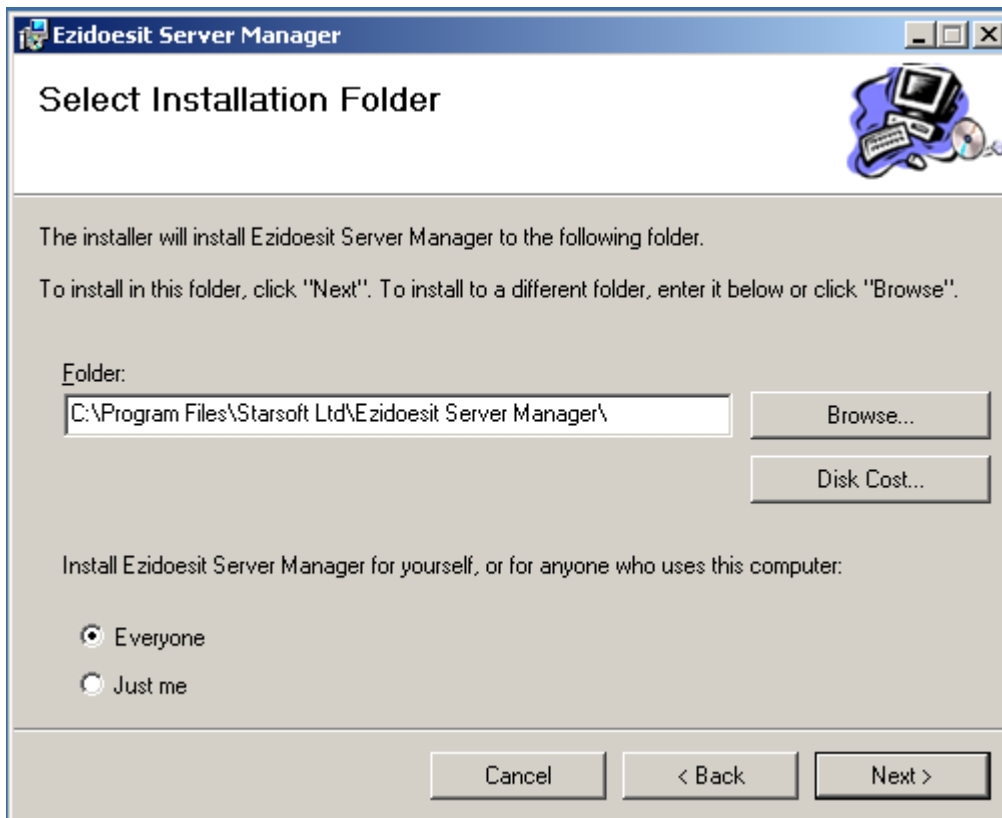 Ezidoesit Server Manager
Select Installation Folder
The installer will install Ezidoesit Server Manager to the following folder.
To install in this folder, click "Next". To install to a different folder, enter it below or click "Browse".
Folder:
C:\Program Files\Starsoft Ltd\Ezidoesit Server Manager\
Browse...
Disk Cost...
Install Ezidoesit Server Manager for yourself, or for anyone who uses this computer:
Everyone
Just me
Cancel
< Back
Next >